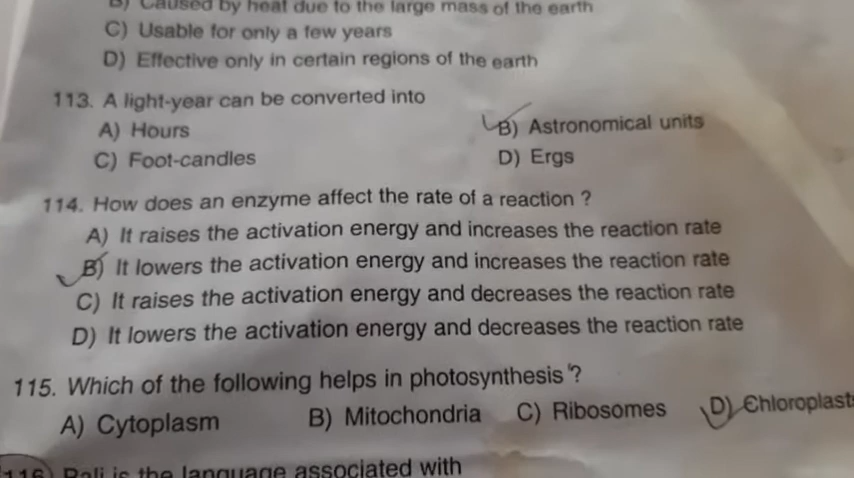 B) Caused by heat due to the large mass of the earth
C) Usable for only a few years
D) Effective only in certain regions of the earth
113. A light-year can be converted into
A) Hours B) Astronomical units
C) Foot-candles D) Ergs
114. How does an enzyme affect the rate of a reaction ?
A) It raises the activation energy and increases the reaction rate
B) It lowers the activation energy and increases the reaction rate
C) It raises the activation energy and decreases the reaction rate
D) It lowers the activation energy and decreases the reaction rate
115. Which of the following helps in photosynthesis ?
A) Cytoplasm B) Mitochondria C) Ribosomes D) Chloroplast
116. Pali is the language associated with